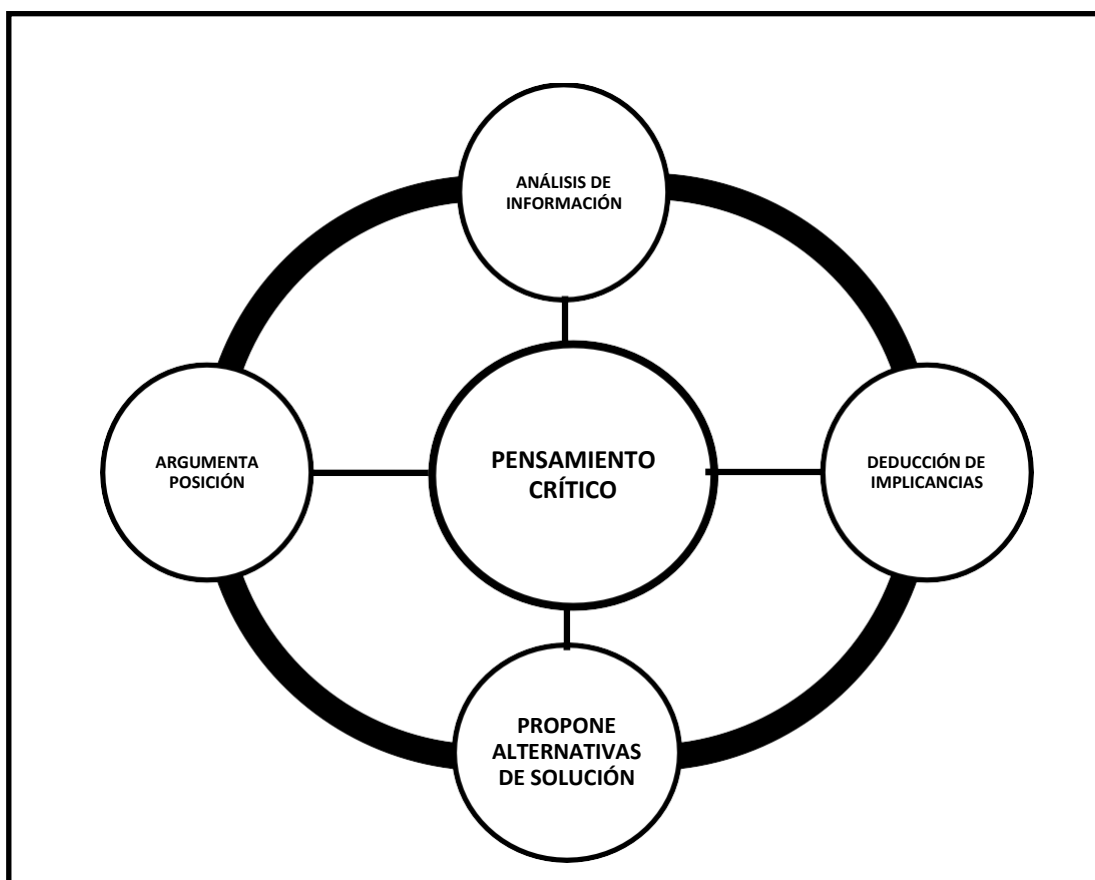 ANÁLISIS DE
INFORMACIÓN
ARGUMENTA
POSICIÓN
PENSAMIENTO
CRÍTICO
DEDUCCIÓN DE
IMPLICANCIAS
PROPONE
ALTERNATIVAS
DE SOLUCIÓN